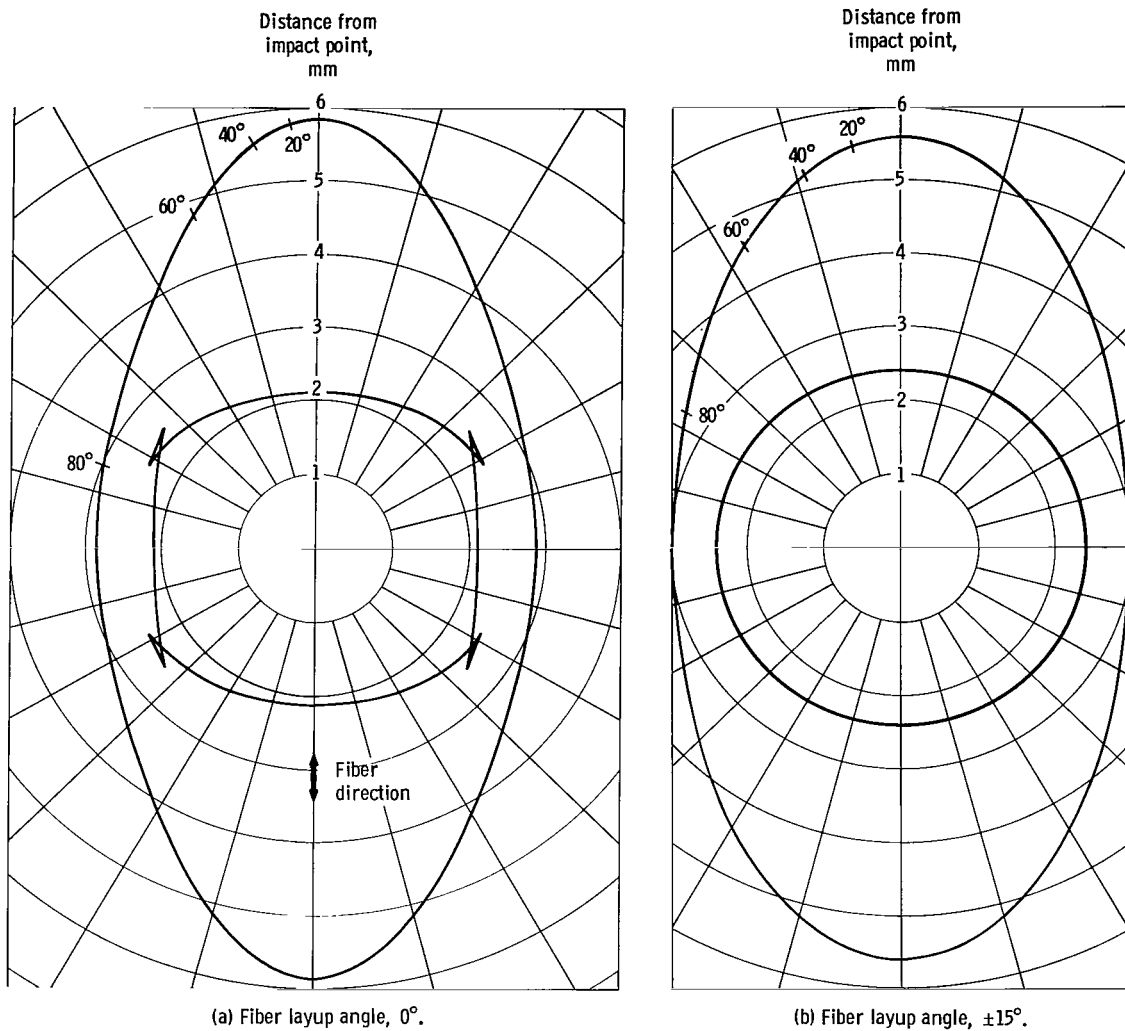 Distance from
impact point,
mm
6
40°
20°
5
60°
4
3
2
80°
1
Fiber
direction
(a) Fiber layup angle, 0°.
Distance from
impact point,
mm
6
20°
40°
5
60°
4
3
80°
2
1
(b) Fiber layup angle, ±15°.